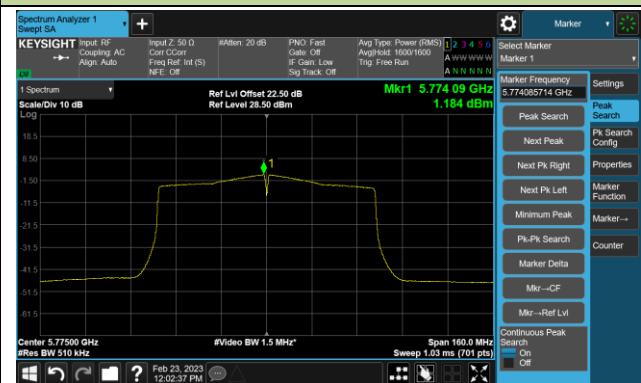 Spectrum Analyzer 1
Swept SA
+
Marker
KEYSIGHT
Input: RF
Coupling: AC
Align: Auto
Input Z: 50 Ω
Corr CCorr
Freq Ref: Int (S)
NFE: Off
#Atten: 20 dB
PNO: Fast
Gate: Off
IF Gain: Low
Sig Track: Off
Avg Type: Power (RMS)
Avg|Hold: 1600/1600
Trig: Free Run
1 2 3 4 5 6
A W W W W W
A N N N N N
Select Marker
Marker 1
1 Spectrum
Scale/Div 10 dB
Log
Ref Lvl Offset 22.50 dB
Ref Level 28.50 dBm
Mkr1 5.774 09 GHz
1.184 dBm
18.5
8.50
-1.50
-11.5
-21.5
-31.5
-41.5
-51.5
-61.5
1
Center 5.77500 GHz
#Res BW 510 kHz
#Video BW 1.5 MHz*
Span 160.0 MHz
Sweep 1.03 ms (701 pts)
Marker Frequency
5.774085714 GHz
Peak Search
Next Peak
Next Pk Right
Next Pk Left
Minimum Peak
Pk-Pk Search
Marker Delta
Mkr→CF
Mkr→Ref Lvl
Continuous Peak
Search
On
Off
Settings
Peak
Search
Pk Search
Config
Properties
Marker
Function
Marker→
Counter
?
Feb 23, 2023
12:02:37 PM